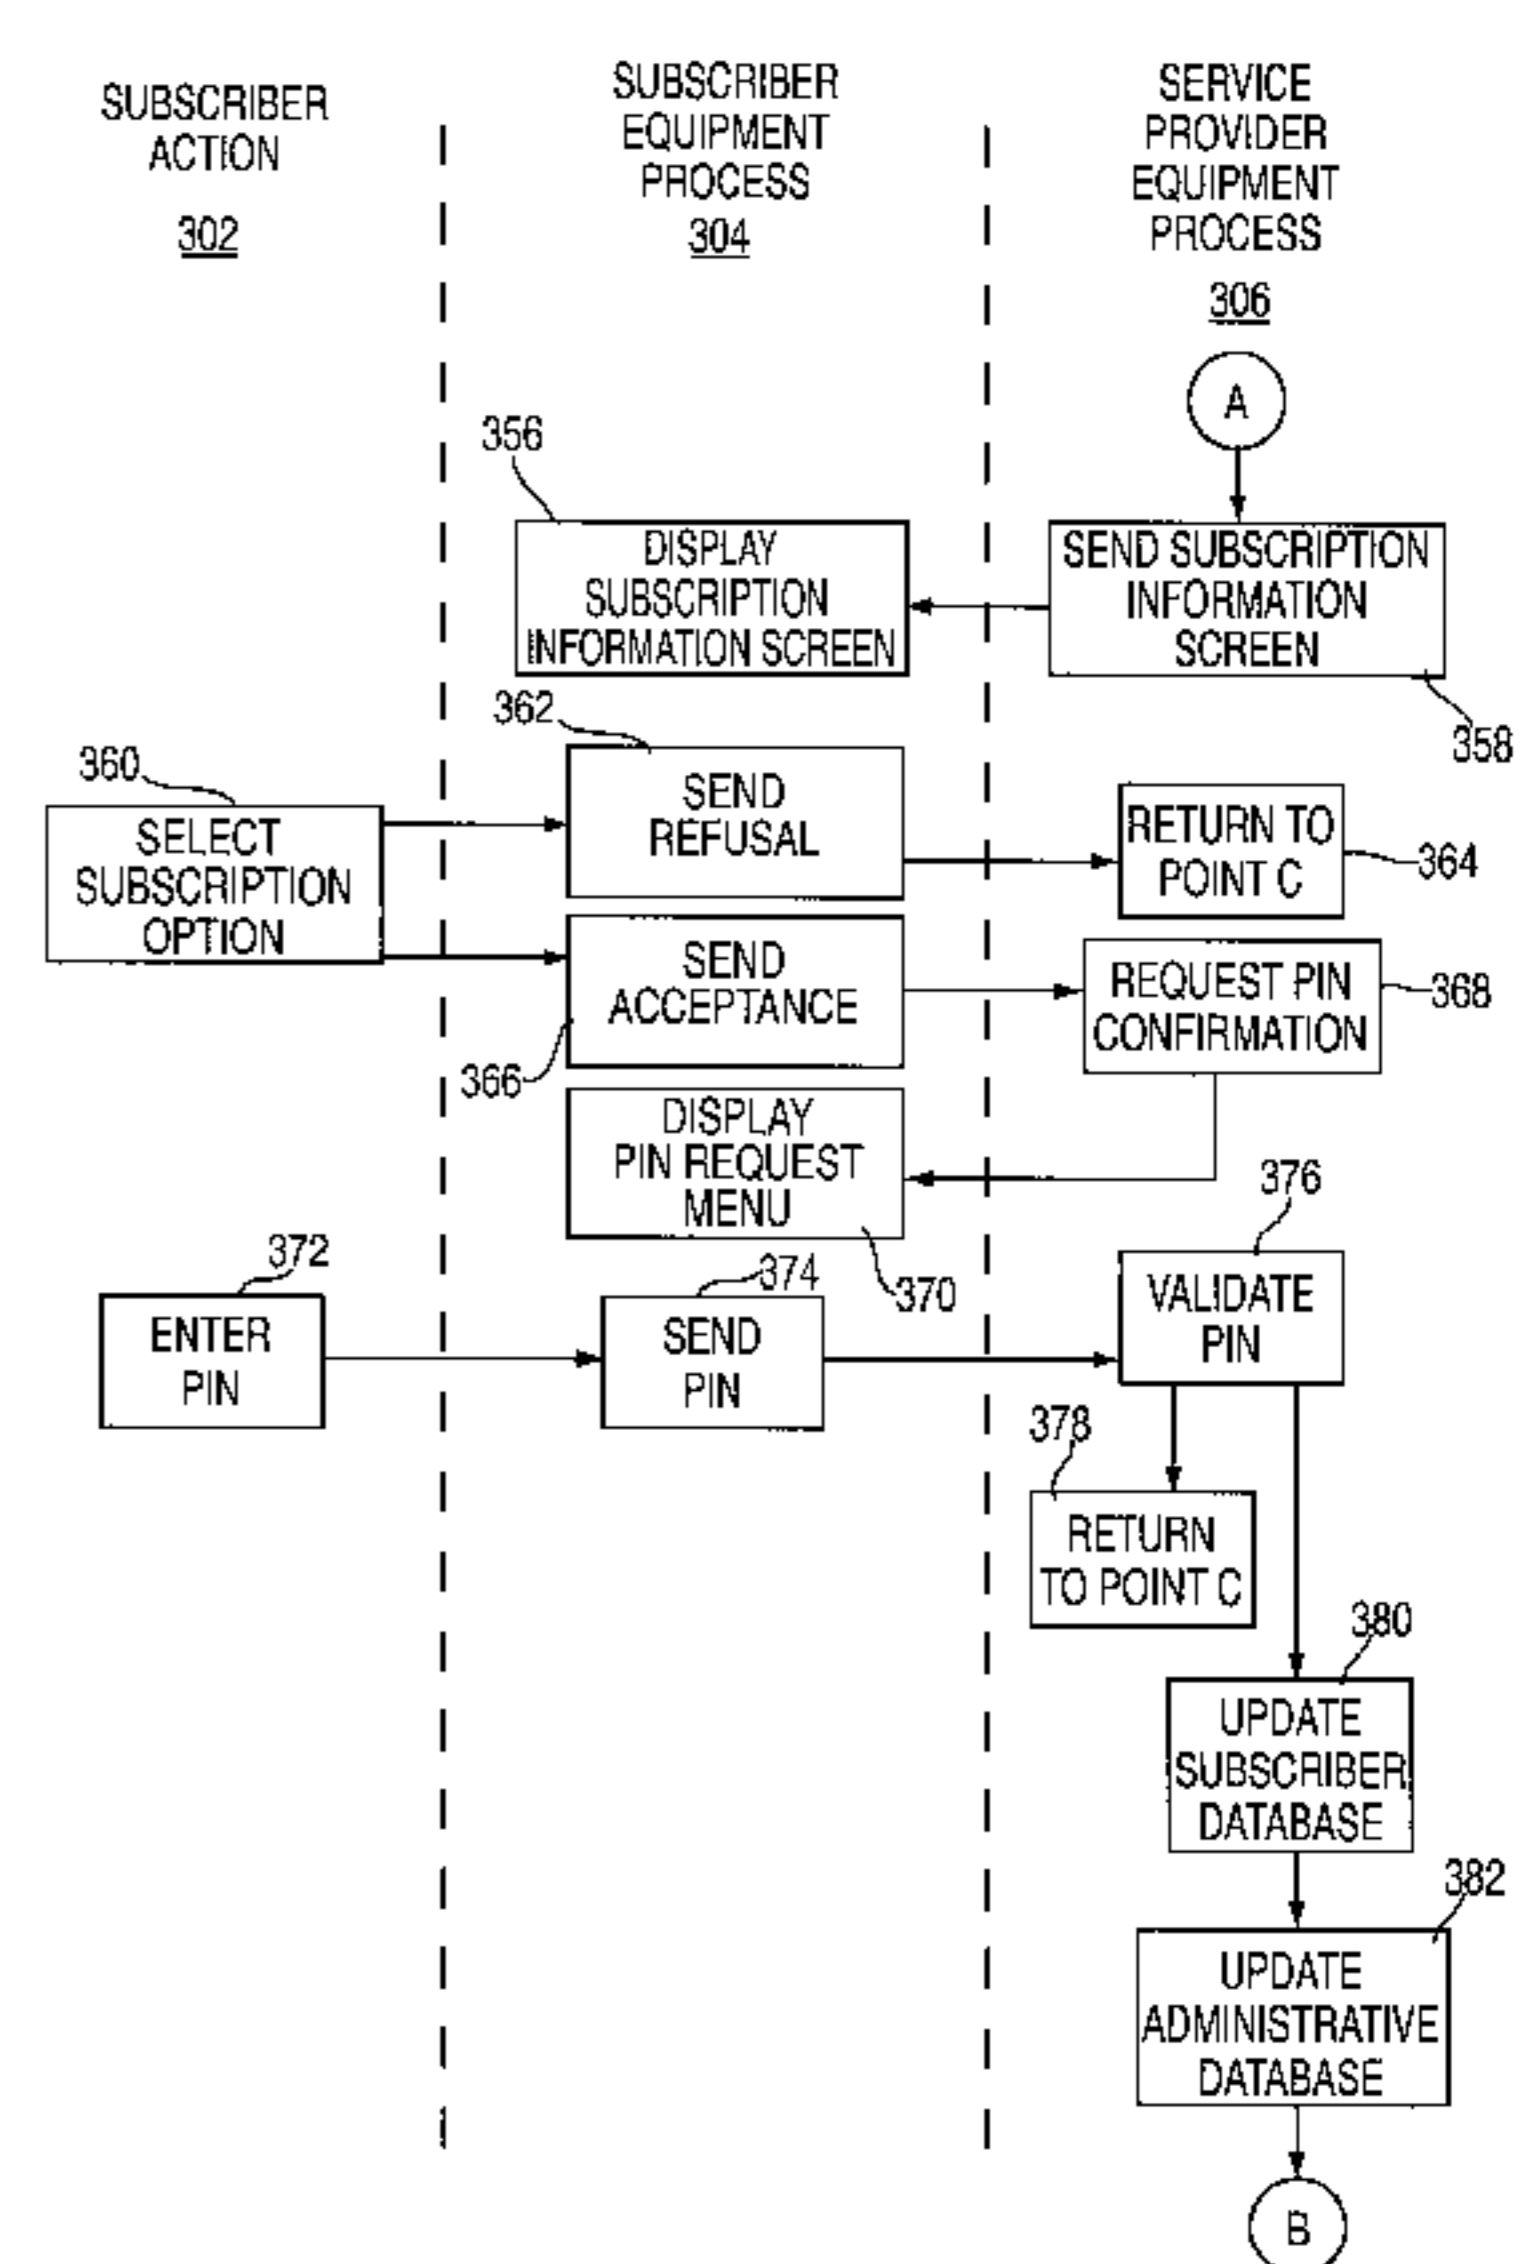 SUBSCRIBER
ACTION
302
SUBSCRIBER
EQUIPMENT
PROCESS
304
SERVICE
PROVIDER
EQUIPMENT
PROCESS
306
A
356
DISPLAY
SUBSCRIPTION
INFORMATION SCREEN
SEND SUBSCRIPTION
INFORMATION
SCREEN
358
360
SELECT
SUBSCRIPTION
OPTION
362
SEND
REFUSAL
RETURN TO
POINT C
364
SEND
ACCEPTANCE
366
REQUEST PIN
CONFIRMATION
368
DISPLAY
PIN REQUEST
MENU
370
372
ENTER
PIN
374
SEND
PIN
376
VALIDATE
PIN
378
RETURN
TO POINT C
380
UPDATE
SUBSCRIBER
DATABASE
382
UPDATE
ADMINISTRATIVE
DATABASE
B